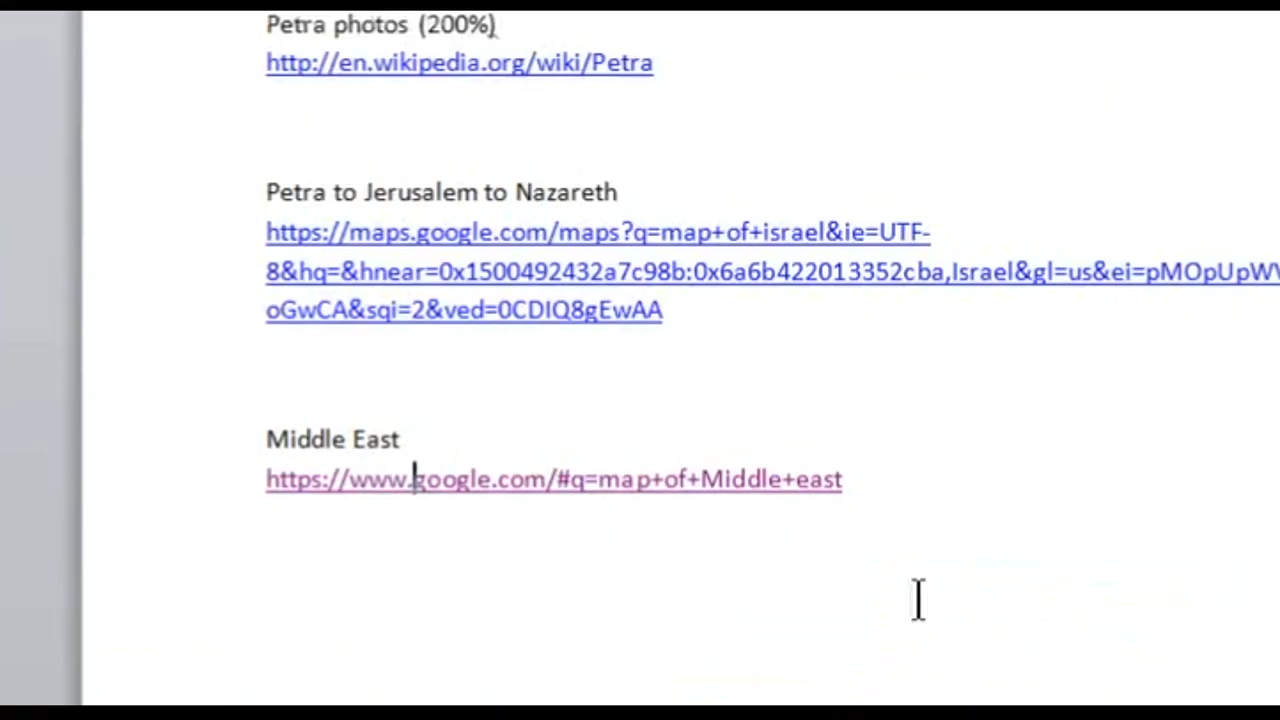 Petra photos (200%)
http://en.wikipedia.org/wiki/Petra
Petra to Jerusalem to Nazareth
https://maps.google.com/maps?q=map+of+israel&ie=UTF-
8&hq=&hnear=0x1500492432a7c98b:0x6a6b422013352cba,Israel&gl=us&ei=pMOpUpW
oGwCA&sqi=2&ved=0CDIQ8gEwAA
Middle East
https://www.google.com/#q=map+of+Middle+east